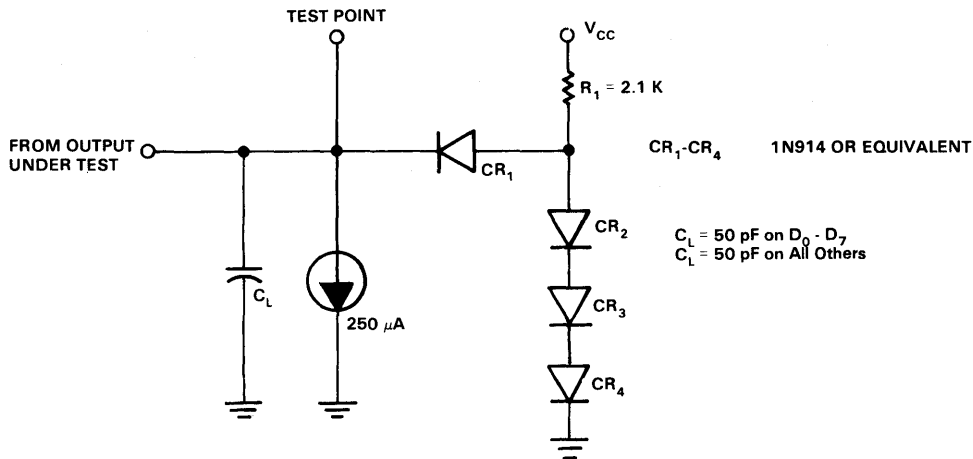 TEST POINT
V_CC
R_1 = 2.1 K
FROM OUTPUT
UNDER TEST
CR_1
CR_1-CR_4 1N914 OR EQUIVALENT
CR_2
C_L = 50 pF on D_0 - D_7
C_L = 50 pF on All Others
C_L
250 μA
CR_3
CR_4